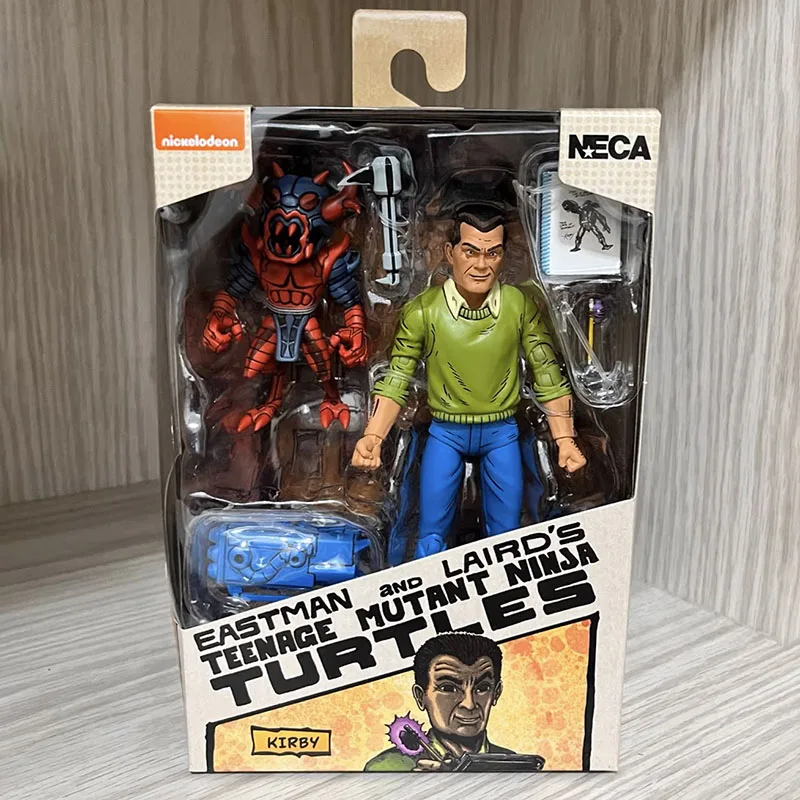 nickelodeon
NECA
EASTMAN AND LAIRD'S
TEENAGE MUTANT NINJA
TURTLES
KIRBY